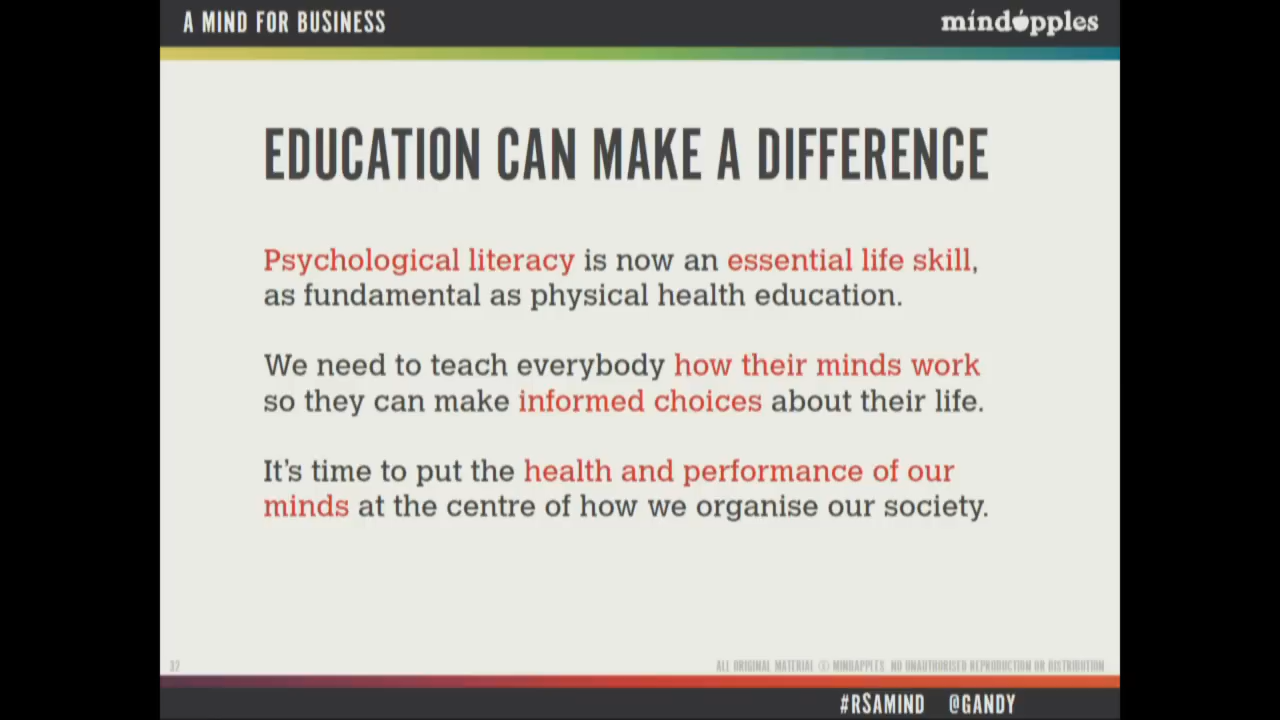 A MIND FOR BUSINESS
mindapples
EDUCATION CAN MAKE A DIFFERENCE
Psychological literacy is now an essential life skill,
as fundamental as physical health education.
We need to teach everybody how their minds work
so they can make informed choices about their life.
It's time to put the health and performance of our
minds at the centre of how we organise our society.
32
ALL ORIGINAL MATERIAL © MINDAPPLES. NO UNAUTHORISED REPRODUCTION OR DISTRIBUTION
#RSAMIND @GANDY